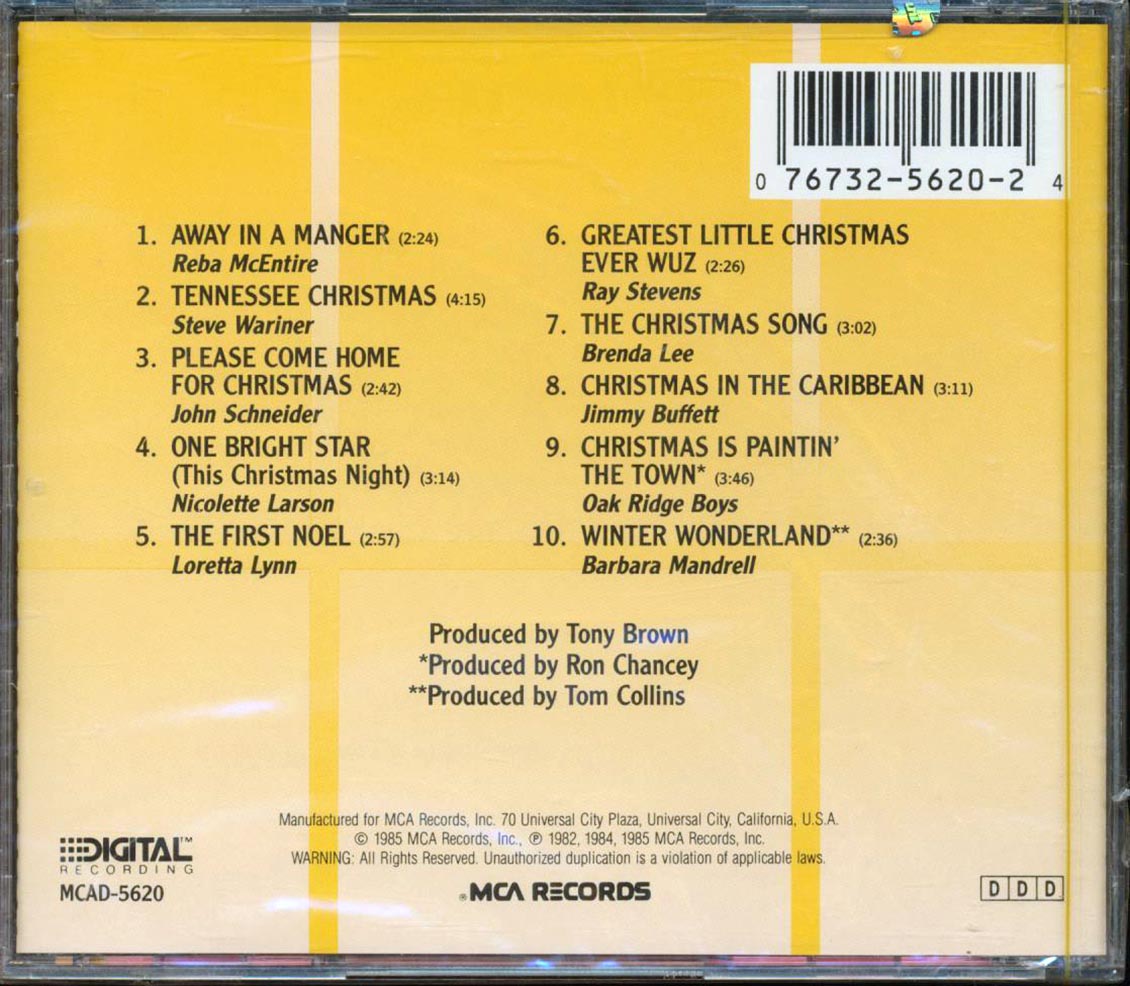 0 76732-5620-2 4
1. AWAY IN A MANGER (2:24)
Reba McEntire
2. TENNESSEE CHRISTMAS (4:15)
Steve Wariner
3. PLEASE COME HOME
FOR CHRISTMAS (2:42)
John Schneider
4. ONE BRIGHT STAR
(This Christmas Night) (3:14)
Nicolette Larson
5. THE FIRST NOEL (2:57)
Loretta Lynn
6. GREATEST LITTLE CHRISTMAS
EVER WUZ (2:26)
Ray Stevens
7. THE CHRISTMAS SONG (3:02)
Brenda Lee
8. CHRISTMAS IN THE CARIBBEAN (3:11)
Jimmy Buffett
9. CHRISTMAS IS PAINTIN'
THE TOWN* (3:46)
Oak Ridge Boys
10. WINTER WONDERLAND** (2:36)
Barbara Mandrell
Produced by Tony Brown
*Produced by Ron Chancey
**Produced by Tom Collins
Manufactured for MCA Records, Inc. 70 Universal City Plaza, Universal City, California, U.S.A.
© 1985 MCA Records, Inc., ℗ 1982, 1984, 1985 MCA Records, Inc.
WARNING: All Rights Reserved. Unauthorized duplication is a violation of applicable laws.
DIGITAL™
RECORDING
MCAD-5620
®MCA RECORDS
D D D